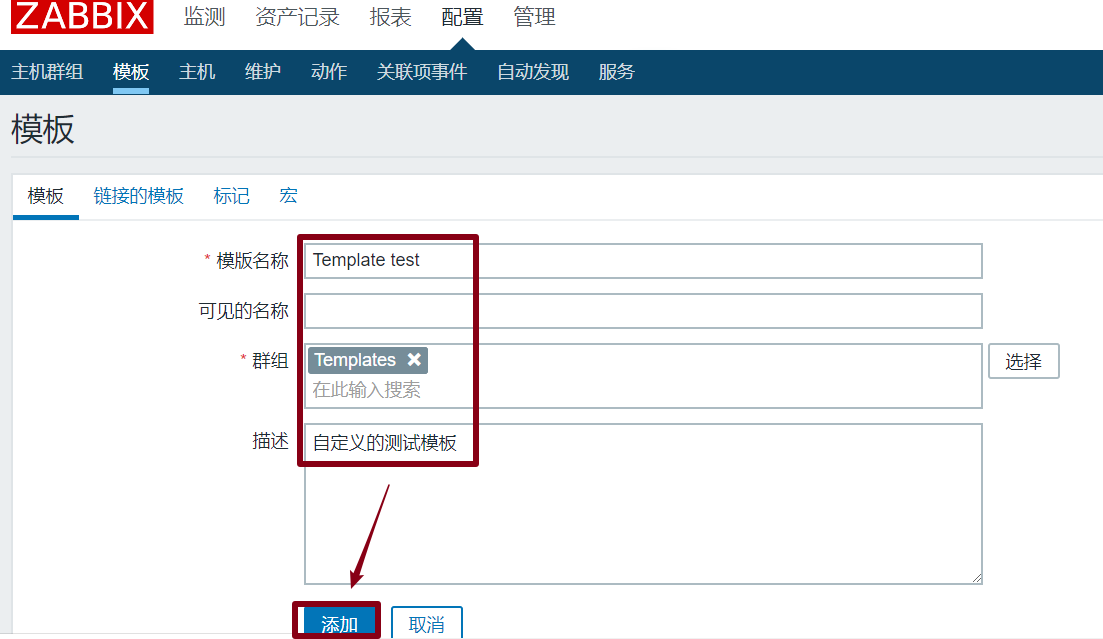 ZABBIX 监测 资产记录 报表 配置 管理
主机群组 模板 主机 维护 动作 关联项事件 自动发现 服务
模板
模板 链接的模板 标记 宏
* 模版名称 Template test
可见的名称
* 群组 Templates ✖ 选择
在此输入搜索
描述 自定义的测试模板
添加 取消